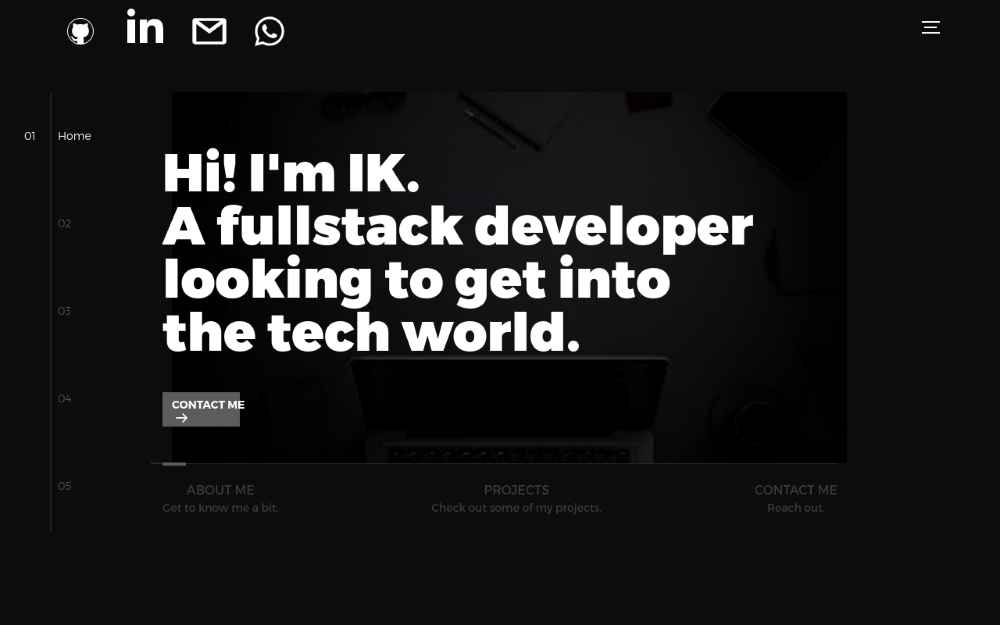 in
01 Home
Hi! I'm IK.
A fullstack developer
looking to get into
the tech world.
02
03
04
05
CONTACT ME
ABOUT ME
Get to know me a bit.
PROJECTS
Check out some of my projects.
CONTACT ME
Reach out.